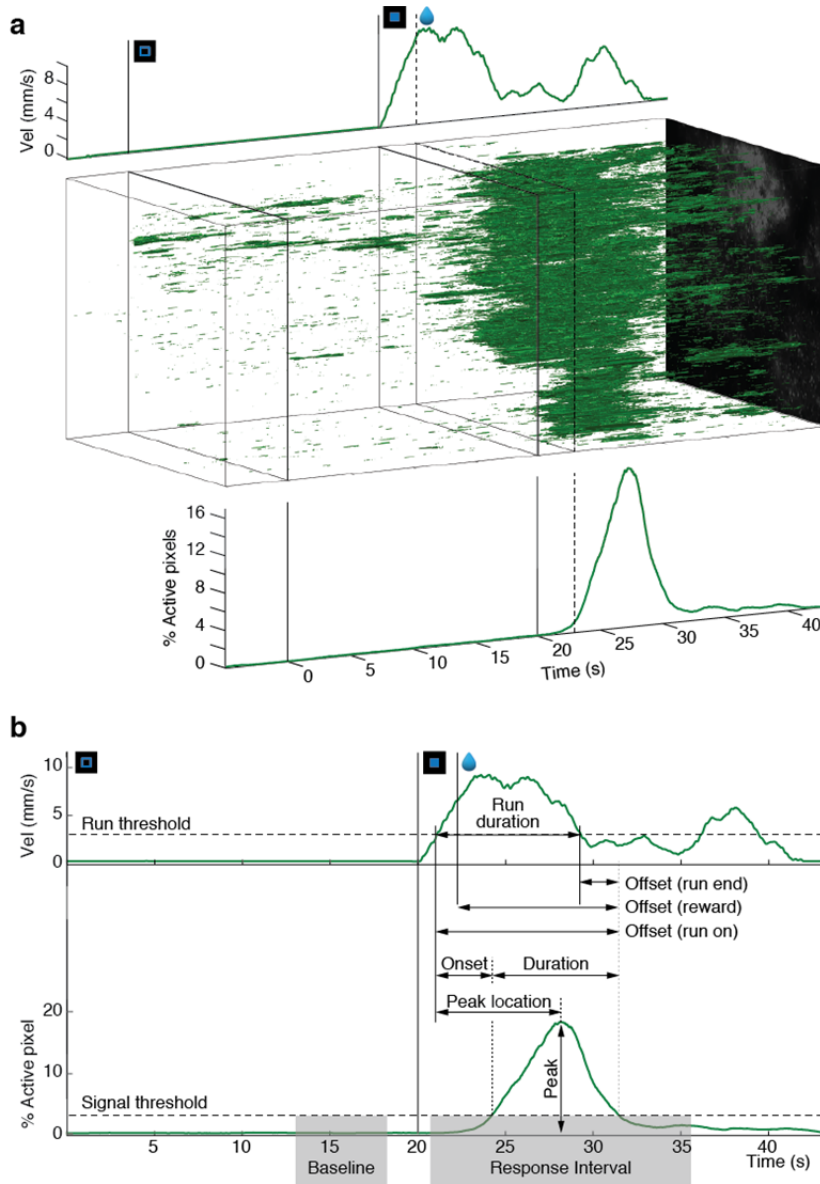 a
Vel (mm/s)
8
4
0
% Active pixels
16
12
8
4
0
0 5 10 15 20 25 30 35 40
Time (s)
b
Vel (mm/s)
10
5
0
Run threshold
Run
duration
Offset (run end)
Offset (reward)
Offset (run on)
Onset Duration
Peak location
% Active pixel
20
10
0
Peak
Signal threshold
5 10 15 20 25 30 35 40 Time (s)
Baseline Response Interval